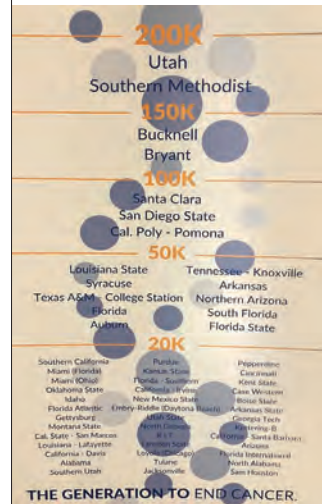 200K
Utah
Southern Methodist
150K
Bucknell
Bryant
100K
Santa Clara
San Diego State
Cal. Poly - Pomona
50K
Louisiana State
Syracuse
Texas A&M - College Station
Florida
Auburn
Tennessee - Knoxville
Arkansas
Northern Arizona
South Florida
Florida State
20K
Southern California
Miami (Florida)
Miami (Ohio)
Oklahoma State
Idaho
Florida Atlantic
Gettysburg
Montana State
Cal. State - San Marcos
Louisiana - Lafayette
California - Davis
Alabama
Southern Utah
Purdue
Kansas State
Florida - Southern
California - Irvine
New Mexico State
Embry-Riddle (Daytona Beach)
Utah State
North Georgia
RIT
London State
Loyola (Chicago)
Tulane
Jacksonville
Pepperdine
Cincinnati
Kent State
Case Western
Boise State
Arkansas State
Georgia Tech
Kettering-B
California - Santa Barbara
Arizona
Florida International
North Alabama
Sam Houston
THE GENERATION TO END CANCER.